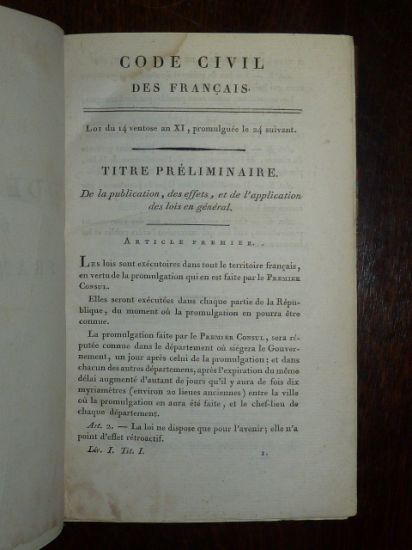 CODE CIVIL
DES FRANÇAIS.
Loi du 14 ventose an XI, promulguée le 24 suivant.
TITRE PRÉLIMINAIRE.
De la publication, des effets, et de l'application
des lois en général.
ARTICLE PREMIER.
LES lois sont exécutoires dans tout le territoire français,
en vertu de la promulgation qui en est faite par le PREMIER
CONSUL.
Elles seront exécutées dans chaque partie de la Répu-
blique, du moment où la promulgation en pourra être
connue.
La promulgation faite par le PREMIER CONSUL, sera ré-
putée connue dans le département où siégera le Gouver-
nement, un jour après celui de la promulgation; et dans
chacun des autres départemens, après l'expiration du même
délai augmenté d'autant de jours qu'il y aura de fois dix
myriamètres (environ 20 lieues anciennes) entre la ville
où la promulgation en aura été faite, et le chef-lieu de
chaque département.
Art. 2. — La loi ne dispose que pour l'avenir; elle n'a
point d'effet rétroactif.
Liv. I. Tit. I. 1.